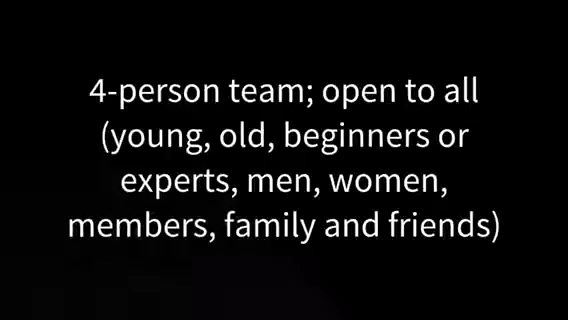 4-person team; open to all
(young, old, beginners or
experts, men, women,
members, family and friends)